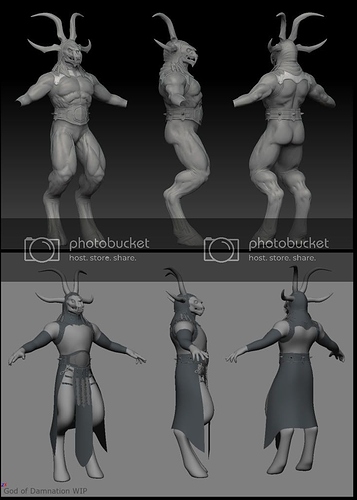 photobucket
host. store. share.
photobucket
host. store. share.
God of Damnation WIP